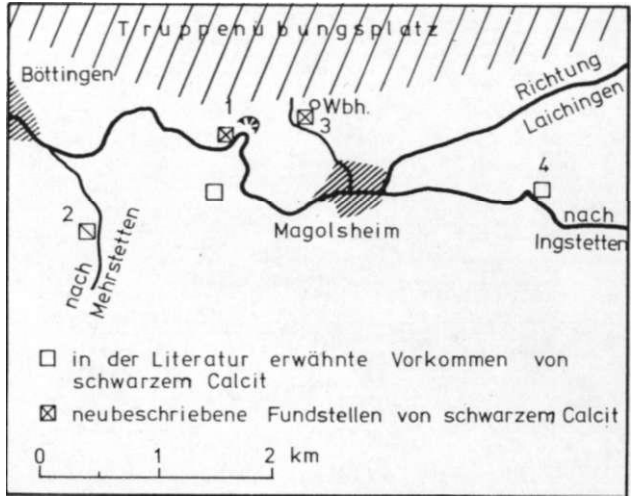 Truppenübungsplatz
Böttingen
1
Wbh.
3
Richtung
Laichingen
4
2
Magolsheim
nach
Ingstetten
nach
Mehrstetten
in der Literatur erwähnte Vorkommen von
schwarzem Calcit
neubeschriebene Fundstellen von schwarzem Calcit
0 1 2 km